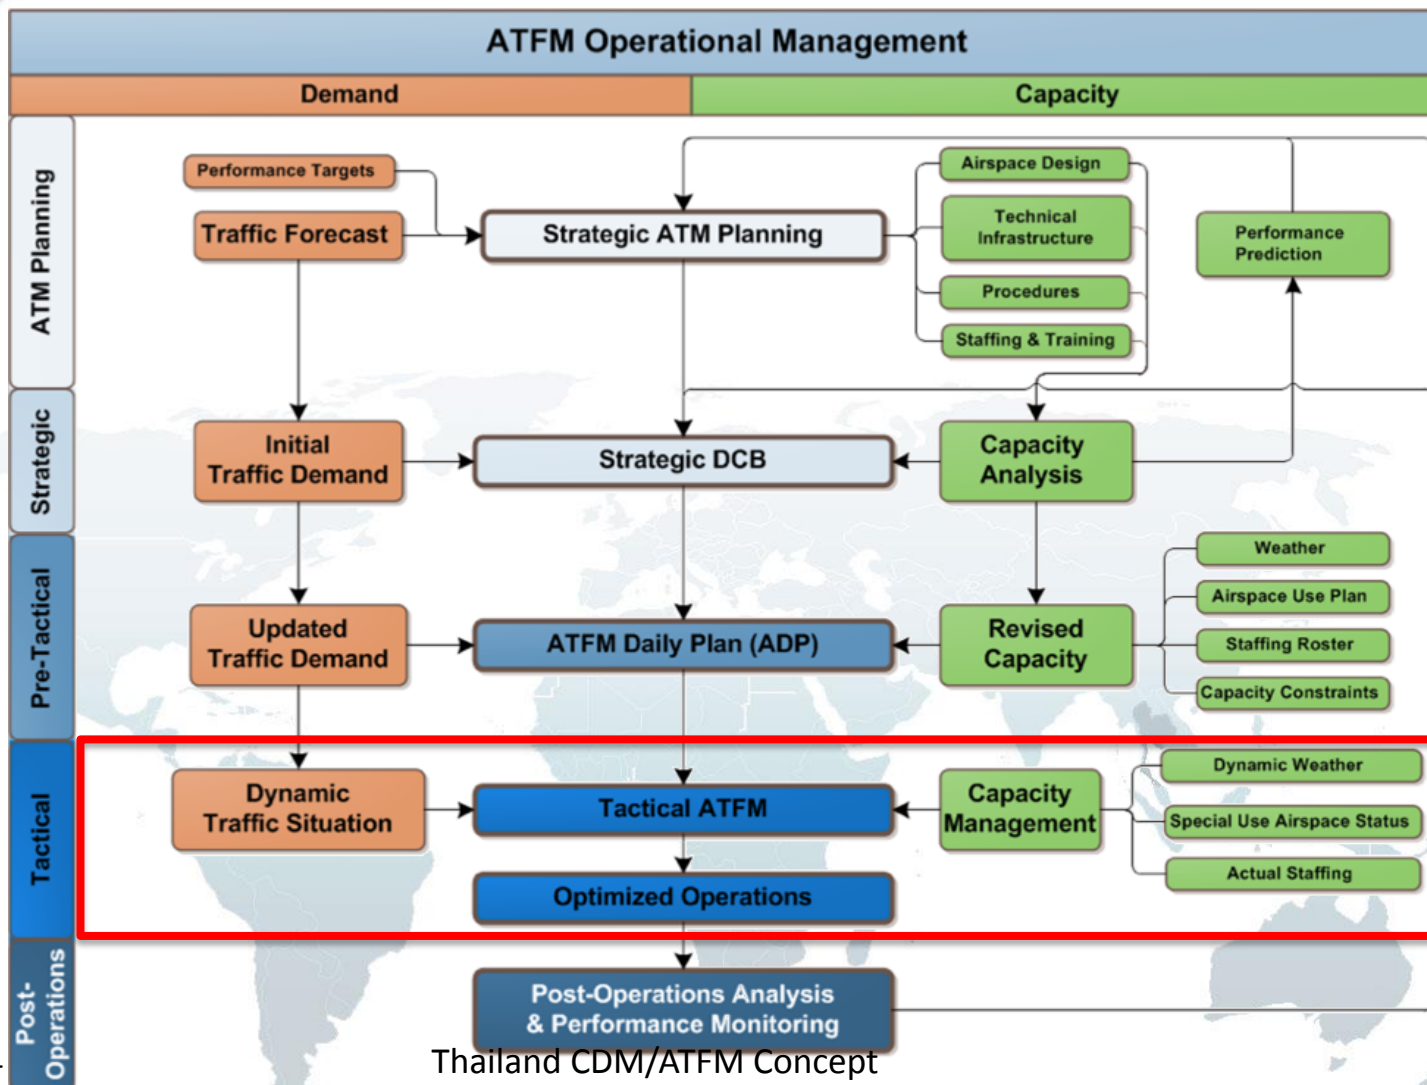 ATFM Operational Management
Demand
Capacity
ATM Planning
Performance Targets
Traffic Forecast
Strategic ATM Planning
Airspace Design
Technical
Infrastructure
Procedures
Staffing & Training
Performance
Prediction
Strategic
Initial
Traffic Demand
Strategic DCB
Capacity
Analysis
Pre-Tactical
Updated
Traffic Demand
ATFM Daily Plan (ADP)
Revised
Capacity
Weather
Airspace Use Plan
Staffing Roster
Capacity Constraints
Tactical
Dynamic
Traffic Situation
Tactical ATFM
Optimized Operations
Capacity
Management
Dynamic Weather
Special Use Airspace Status
Actual Staffing
Post-
Operations
Post-Operations Analysis
& Performance Monitoring
Thailand CDM/ATFM Concept